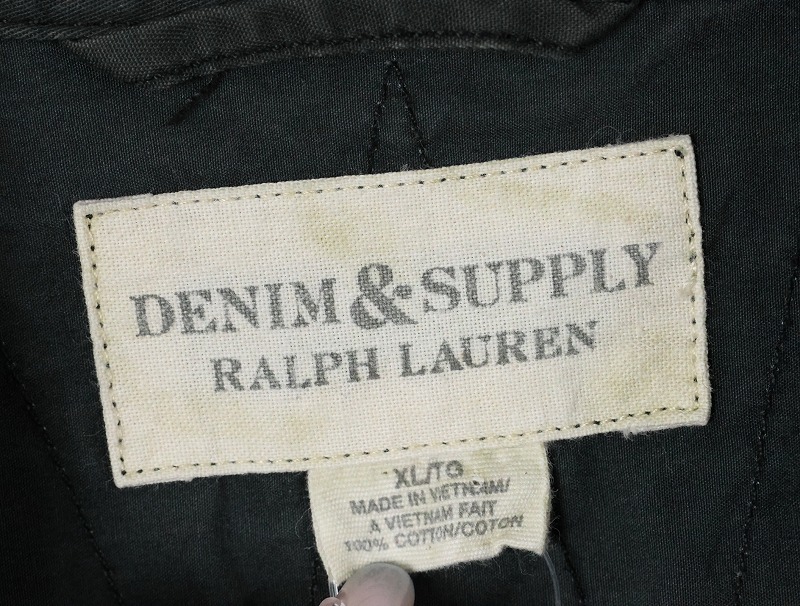 DENIM & SUPPLY
RALPH LAUREN
XL/TG
MADE IN VIETNAM/
A VIETNAM FAIT
100% COTTON/COTON